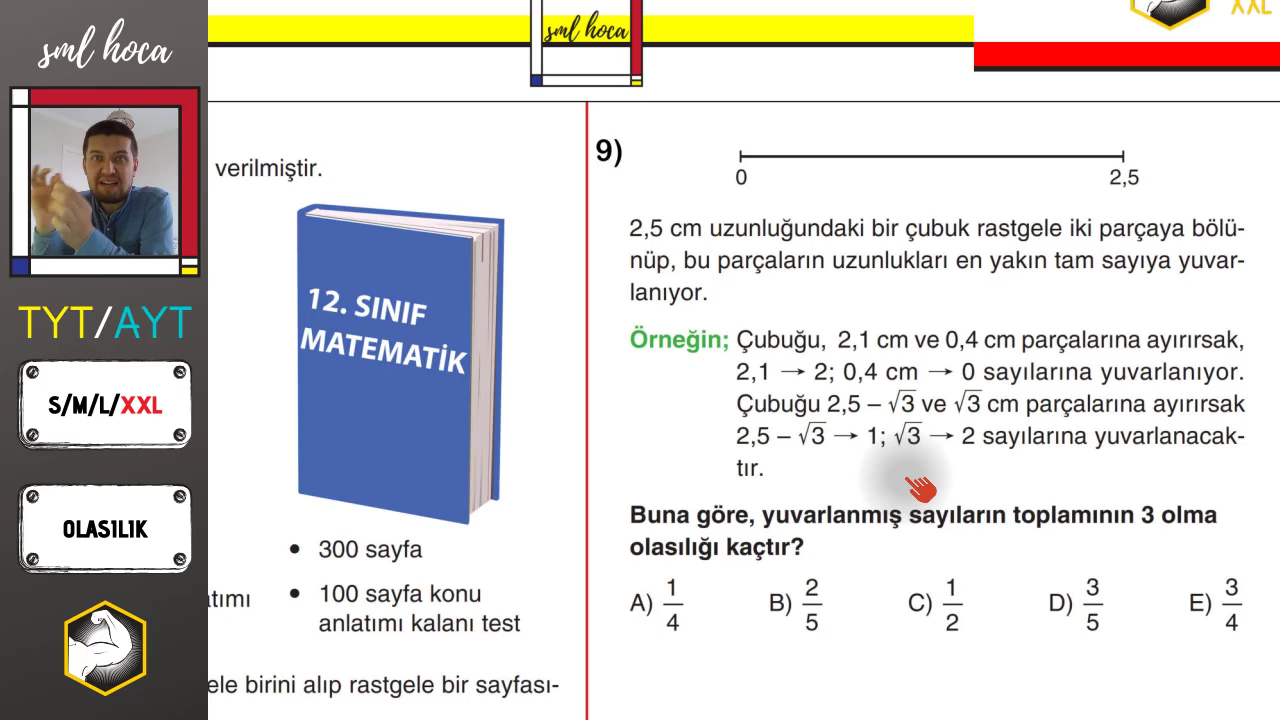 sml hoca
TYT/AYT
S/M/L/XXL
OLASILIK
sml hoca
XXL
verilmiştir.
12. SINIF
MATEMATİK
• 300 sayfa
• 100 sayfa konu
anlatımı kalanı test
ele birini alıp rastgele bir sayfası-
9)
0 2,5
2,5 cm uzunluğundaki bir çubuk rastgele iki parçaya bölü-
nüp, bu parçaların uzunlukları en yakın tam sayıya yuvar-
lanıyor.
Örneğin; Çubuğu, 2,1 cm ve 0,4 cm parçalarına ayırırsak,
2,1 → 2; 0,4 cm → 0 sayılarına yuvarlanıyor.
Çubuğu 2,5 – √3 ve √3 cm parçalarına ayırırsak
2,5 – √3 → 1; √3 → 2 sayılarına yuvarlanacak-
tır.
Buna göre, yuvarlanmış sayıların toplamının 3 olma
olasılığı kaçtır?
A) 1/4 B) 2/5 C) 1/2 D) 3/5 E) 3/4